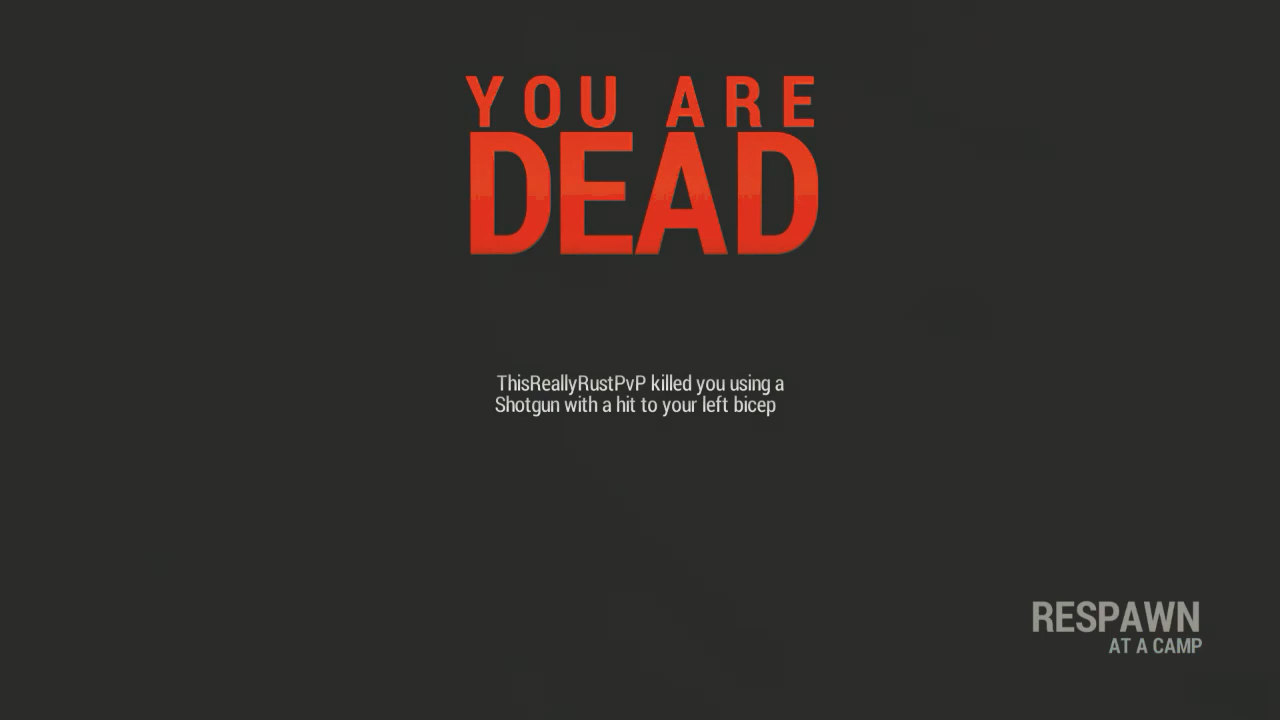 YOU ARE
DEAD
ThisReallyRustPvP killed you using a
Shotgun with a hit to your left bicep
RESPAWN
AT A CAMP